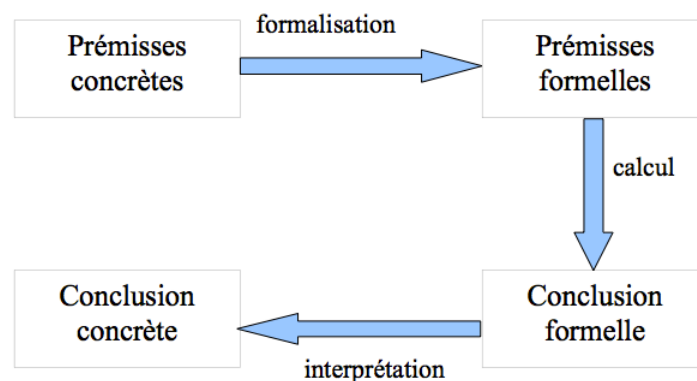 formalisation
Prémisses
concrètes
Prémisses
formelles
calcul
Conclusion
concrète
Conclusion
formelle
interprétation